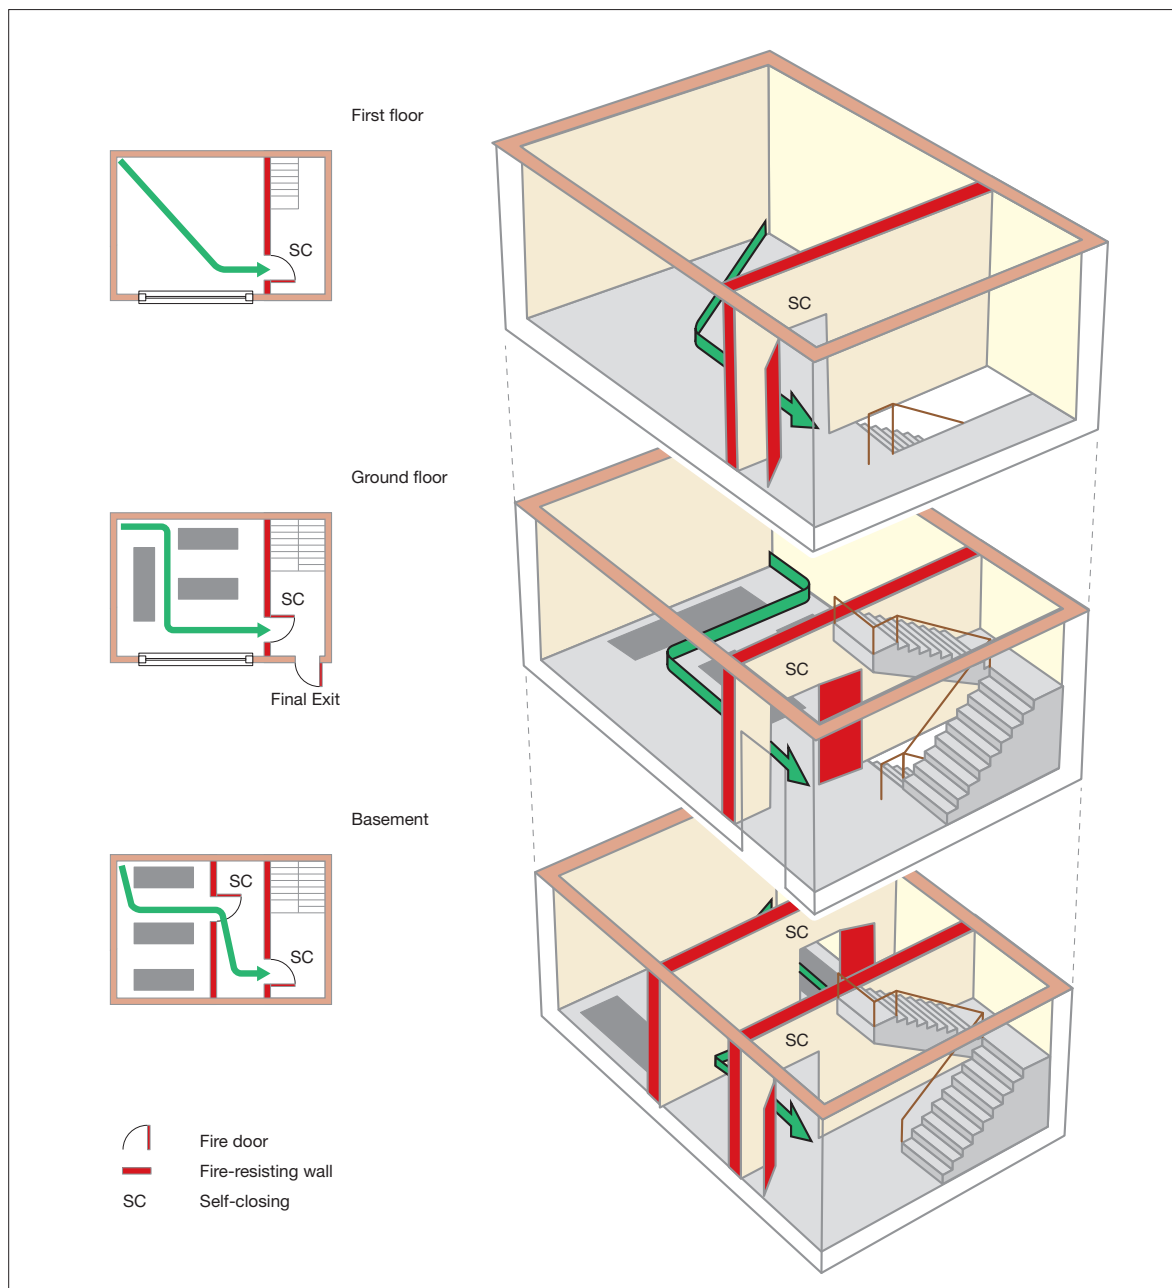 First floor
SC
SC
Ground floor
SC
Final Exit
SC
Basement
SC
SC
SC
SC
Fire door
Fire-resisting wall
SC Self-closing